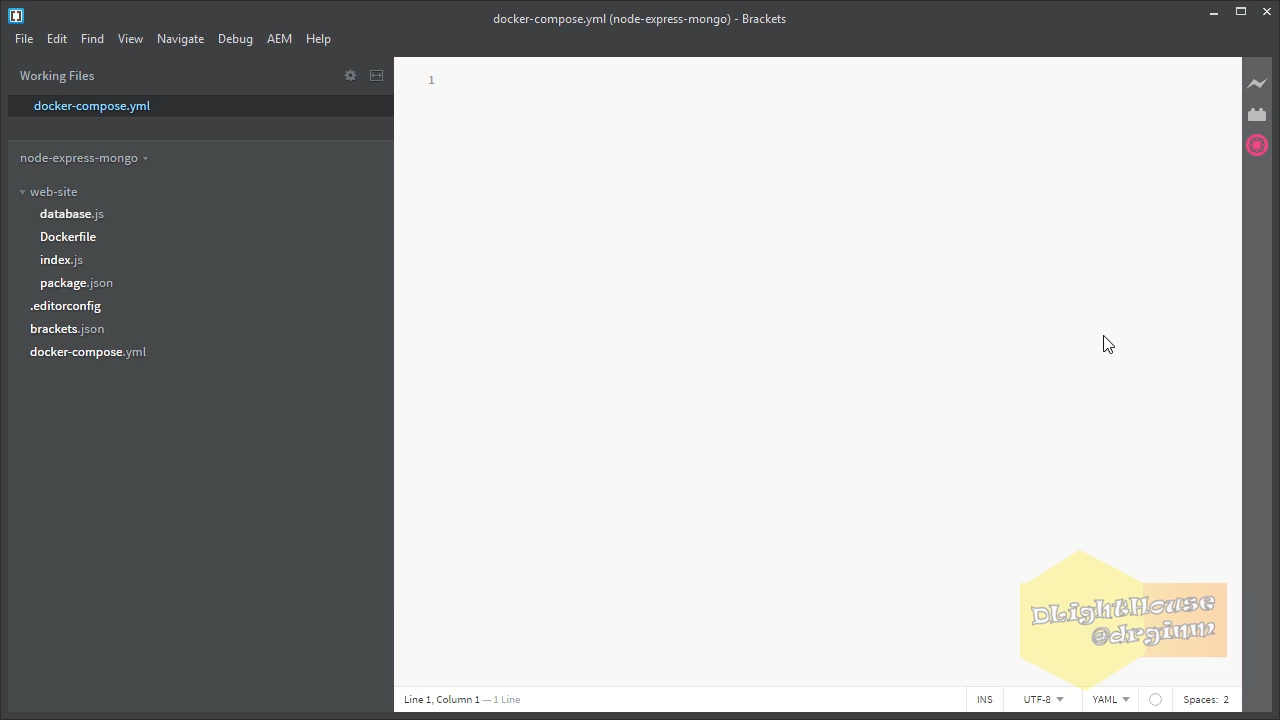 docker-compose.yml (node-express-mongo) - Brackets
File Edit Find View Navigate Debug AEM Help
Working Files
docker-compose.yml
node-express-mongo
web-site
database.js
Dockerfile
index.js
package.json
.editorconfig
brackets.json
docker-compose.yml
1
DLightHouse
@drginm
Line 1, Column 1 — 1 Line INS UTF-8 YAML Spaces: 2